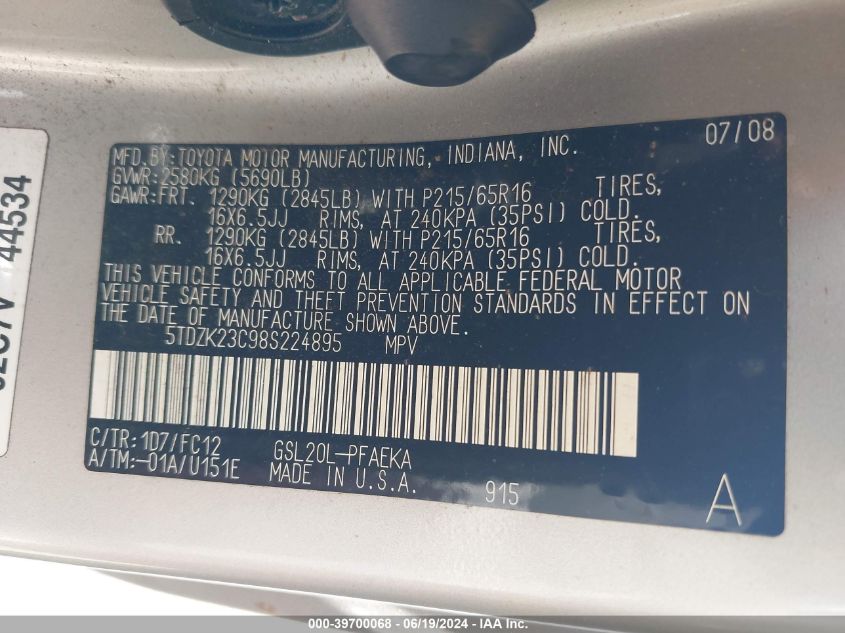 07/08
MFD.BY:TOYOTA MOTOR MANUFACTURING, INDIANA, INC.
GVWR:2580KG (5690LB)
GAWR:FRT. 1290KG (2845LB) WITH P215/65R16 TIRES,
16X6.5JJ RIMS, AT 240KPA (35PSI) COLD.
RR. 1290KG (2845LB) WITH P215/65R16 TIRES,
16X6.5JJ RIMS, AT 240KPA (35PSI) COLD.
THIS VEHICLE CONFORMS TO ALL APPLICABLE FEDERAL MOTOR
VEHICLE SAFETY AND THEFT PREVENTION STANDARDS IN EFFECT ON
THE DATE OF MANUFACTURE SHOWN ABOVE.
5TDZK23C98S224895 MPV
C/TR:1D7/FC12 GSL20L-PFAEKA
A/TM:-01A/U151E MADE IN U.S.A. 915
A
44534
000-39700068 - 06/19/2024 - IAA Inc.